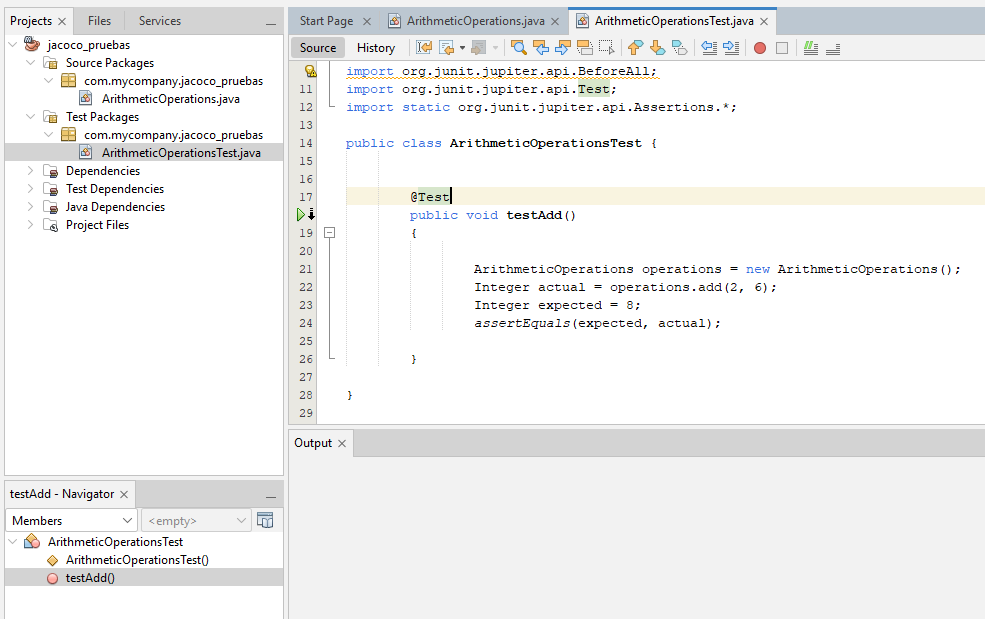 Projects Files Services
jacoco_pruebas
Source Packages
com.mycompany.jacoco_pruebas
ArithmeticOperations.java
Test Packages
com.mycompany.jacoco_pruebas
ArithmeticOperationsTest.java
Dependencies
Test Dependencies
Java Dependencies
Project Files
testAdd - Navigator
Members <empty>
ArithmeticOperationsTest
ArithmeticOperationsTest()
testAdd()
Start Page ArithmeticOperations.java ArithmeticOperationsTest.java
Source History
import org.junit.jupiter.api.BeforeAll;
11 import org.junit.jupiter.api.Test;
12 import static org.junit.jupiter.api.Assertions.*;
13
14 public class ArithmeticOperationsTest {
15
16
17 @Test
public void testAdd()
19 {
20
21 ArithmeticOperations operations = new ArithmeticOperations();
22 Integer actual = operations.add(2, 6);
23 Integer expected = 8;
24 assertEquals(expected, actual);
25
26 }
27
28 }
29
Output